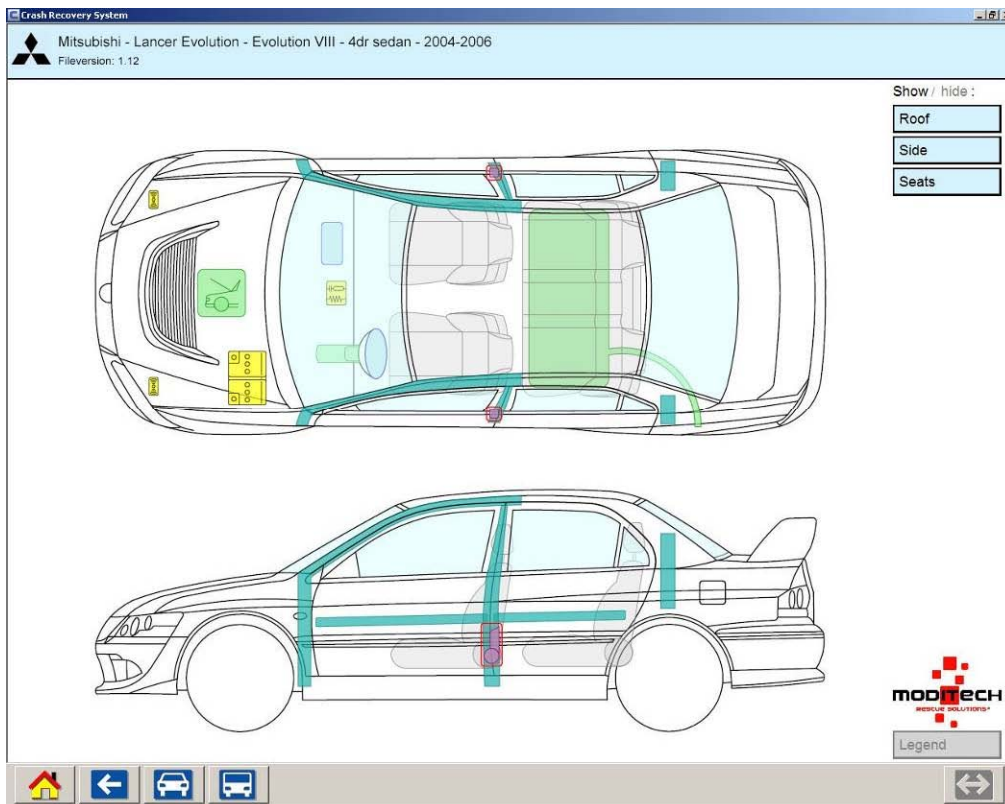 Crash Recovery System
Mitsubishi - Lancer Evolution - Evolution VIII - 4dr sedan - 2004-2006
Fileversion: 1.12
Show / hide :
Roof
Side
Seats
MODITECH
RESCUE SOLUTIONS
Legend